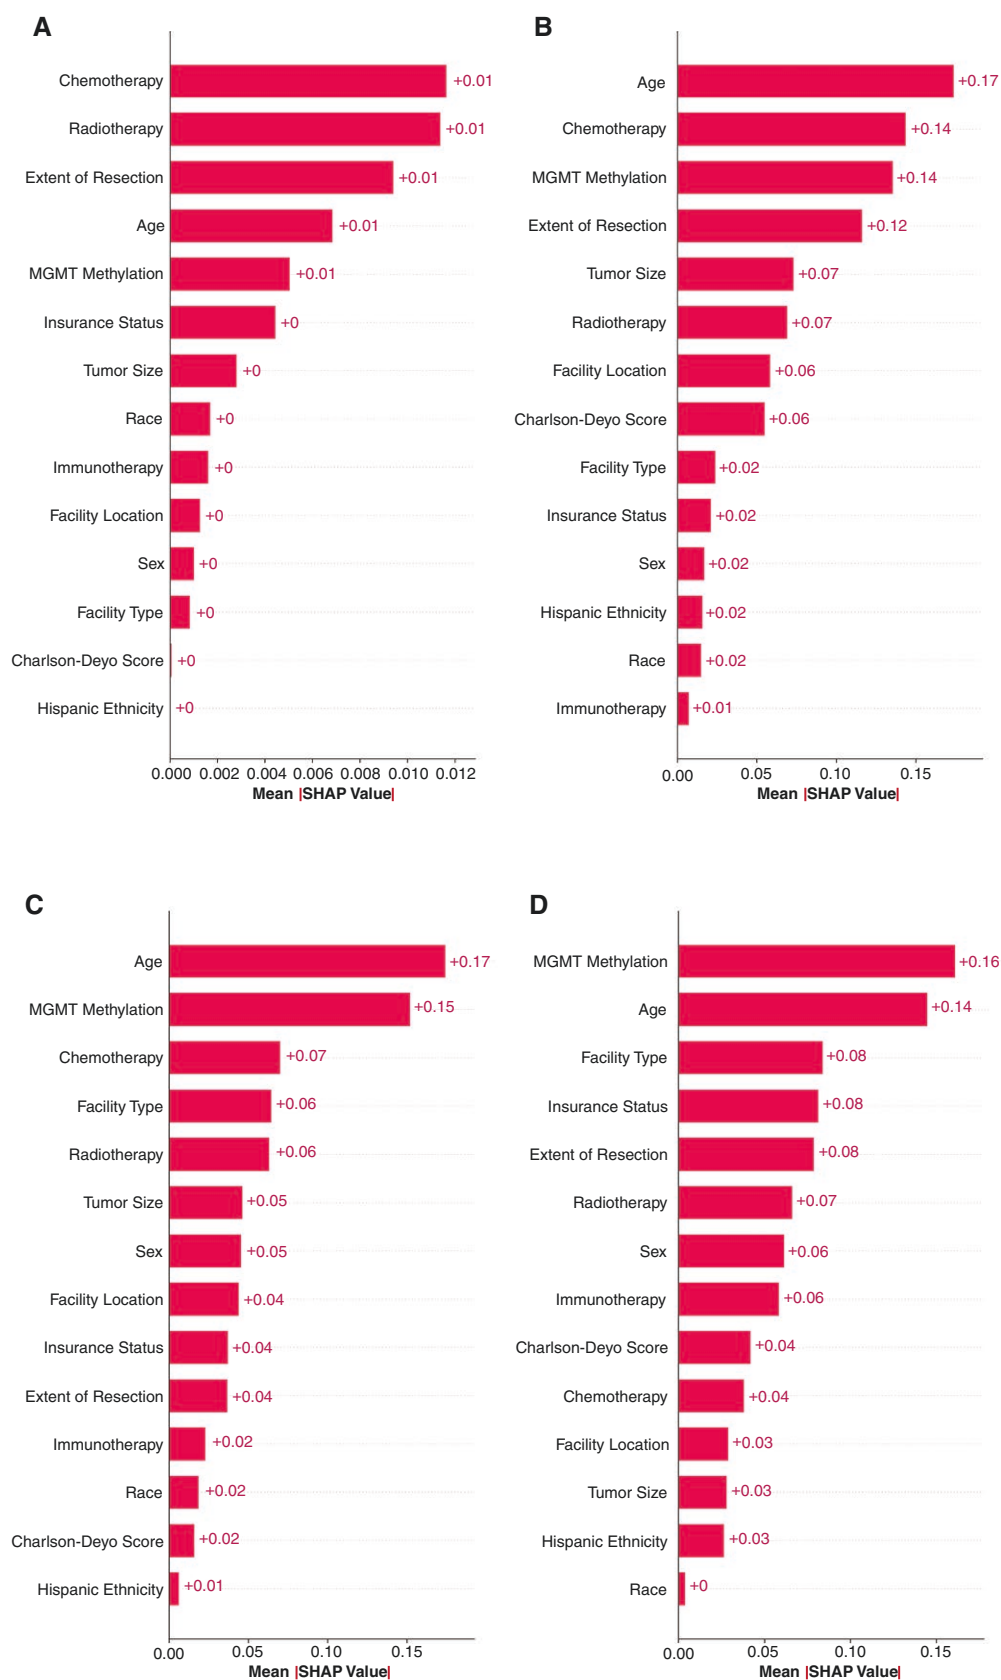 A
Chemotherapy +0.01
Radiotherapy +0.01
Extent of Resection +0.01
Age +0.01
MGMT Methylation +0.01
Insurance Status +0
Tumor Size +0
Race +0
Immunotherapy +0
Facility Location +0
Sex +0
Facility Type +0
Charlson-Deyo Score +0
Hispanic Ethnicity +0
0.000 0.002 0.004 0.006 0.008 0.010 0.012
Mean |SHAP Value|
B
Age +0.17
Chemotherapy +0.14
MGMT Methylation +0.14
Extent of Resection +0.12
Tumor Size +0.07
Radiotherapy +0.07
Facility Location +0.06
Charlson-Deyo Score +0.06
Facility Type +0.02
Insurance Status +0.02
Sex +0.02
Hispanic Ethnicity +0.02
Race +0.02
Immunotherapy +0.01
0.00 0.05 0.10 0.15
Mean |SHAP Value|
C
Age +0.17
MGMT Methylation +0.15
Chemotherapy +0.07
Facility Type +0.06
Radiotherapy +0.06
Tumor Size +0.05
Sex +0.05
Facility Location +0.04
Insurance Status +0.04
Extent of Resection +0.04
Immunotherapy +0.02
Race +0.02
Charlson-Deyo Score +0.02
Hispanic Ethnicity +0.01
0.00 0.05 0.10 0.15
Mean |SHAP Value|
D
MGMT Methylation +0.16
Age +0.14
Facility Type +0.08
Insurance Status +0.08
Extent of Resection +0.08
Radiotherapy +0.07
Sex +0.06
Immunotherapy +0.06
Charlson-Deyo Score +0.04
Chemotherapy +0.04
Facility Location +0.03
Tumor Size +0.03
Hispanic Ethnicity +0.03
Race +0
0.00 0.05 0.10 0.15
Mean |SHAP Value|